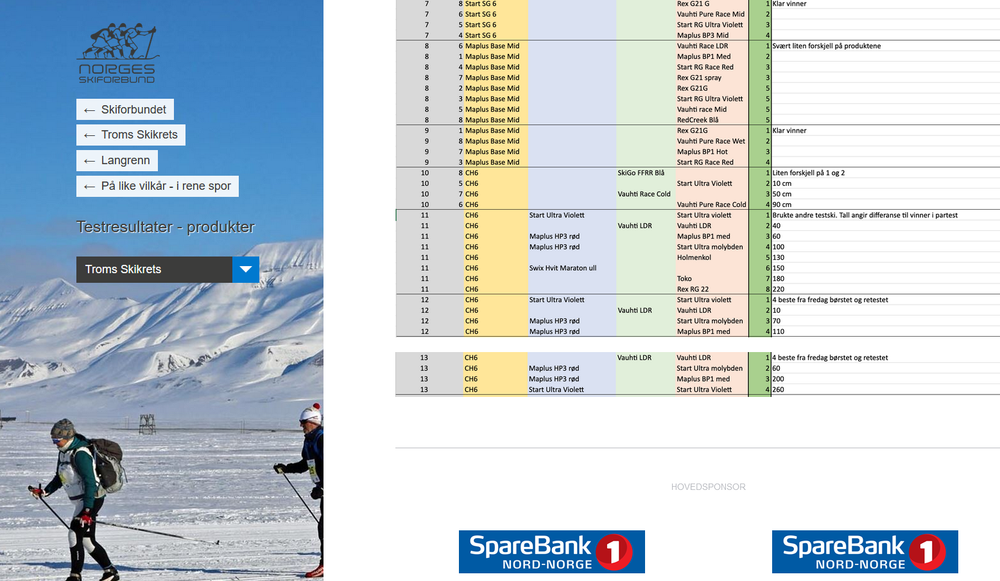 NORGES
SKIFORBUND
← Skiforbundet
← Troms Skikrets
← Langrenn
← På like vilkår - i rene spor
Testresultater - produkter
Troms Skikrets
7 8 Start SG 6 Rex G21 G 1 Klar vinner
7 6 Start SG 6 Vauhti Pure Race Mid 2
7 5 Start SG 6 Start RG Ultra Violett 3
7 4 Start SG 6 Maplus BP3 Mid 4
8 6 Maplus Base Mid Vauhti Race LDR 1 Svært liten forskjell på produktene
8 1 Maplus Base Mid Maplus BP1 Med 2
8 4 Maplus Base Mid Start RG Race Red 3
8 7 Maplus Base Mid Rex G21 spray 3
8 2 Maplus Base Mid Rex G21G 5
8 3 Maplus Base Mid Start RG Ultra Violett 5
8 5 Maplus Base Mid Vauhti race Mid 5
8 8 Maplus Base Mid RedCreek Blå 5
9 1 Maplus Base Mid Rex G21G 1 Klar vinner
9 8 Maplus Base Mid Vauhti Pure Race Wet 2
9 7 Maplus Base Mid Maplus BP1 Hot 3
9 3 Maplus Base Mid Start RG Race Red 4
10 8 CH6 SkiGo FFRR Blå 1 Liten forskjell på 1 og 2
10 5 CH6 Start Ultra Violett 2 10 cm
10 7 CH6 Vauhti Race Cold 3 50 cm
10 6 CH6 Vauhti Pure Race Cold 4 90 cm
11 CH6 Start Ultra Violett Start Ultra violett 1 Brukte andre testski. Tall angir differanse til vinner i partest
11 CH6 Vauhti LDR Vauhti LDR 2 40
11 CH6 Maplus HP3 rød Maplus BP1 med 3 60
11 CH6 Maplus HP3 rød Start Ultra molybden 4 100
11 CH6 Holmenkol 5 130
11 CH6 Swix Hvit Maraton ull 6 150
11 CH6 Toko 7 180
11 CH6 Rex RG 22 8 220
12 CH6 Start Ultra Violett Start Ultra violett 1 4 beste fra fredag børstet og retestet
12 CH6 Vauhti LDR Vauhti LDR 2 10
12 CH6 Maplus HP3 rød Start Ultra molybden 3 70
12 CH6 Maplus HP3 rød Maplus BP1 med 4 110
13 CH6 Vauhti LDR Vauhti LDR 1 4 beste fra fredag børstet og retestet
13 CH6 Maplus HP3 rød Start Ultra molybden 2 60
13 CH6 Maplus HP3 rød Maplus BP1 med 3 200
13 CH6 Start Ultra Violett Start Ultra Violett 4 260
HOVEDSPONSOR
SpareBank 1
NORD-NORGE
SpareBank 1
NORD-NORGE